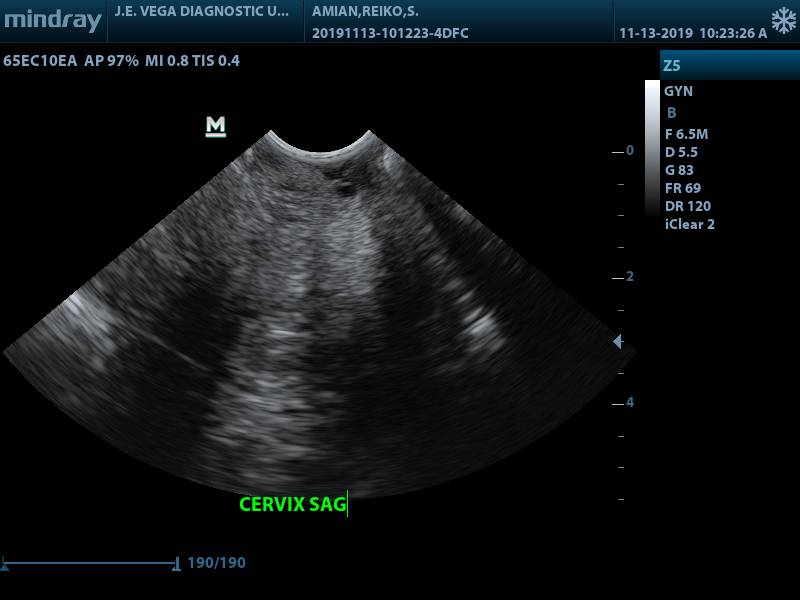 mindray
J.E. VEGA DIAGNOSTIC U...
AMIAN,REIKO,S.
20191113-101223-4DFC
11-13-2019 10:23:26 A
65EC10EA AP 97% MI 0.8 TIS 0.4
Z5
M
GYN
B
F 6.5M
D 5.5
G 83
FR 69
DR 120
iClear 2
0
2
4
CERVIX SAG
190/190